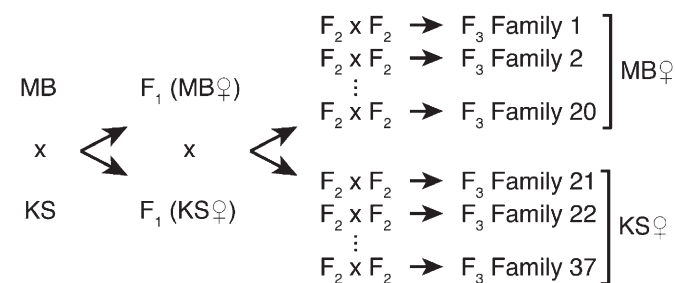 F₂ x F₂ → F₃ Family 1
F₂ x F₂ → F₃ Family 2
⋮
F₂ x F₂ → F₃ Family 20
MB♀
MB
x
KS
F₁ (MB♀)
x
F₁ (KS♀)
F₂ x F₂ → F₃ Family 21
F₂ x F₂ → F₃ Family 22
⋮
F₂ x F₂ → F₃ Family 37
KS♀